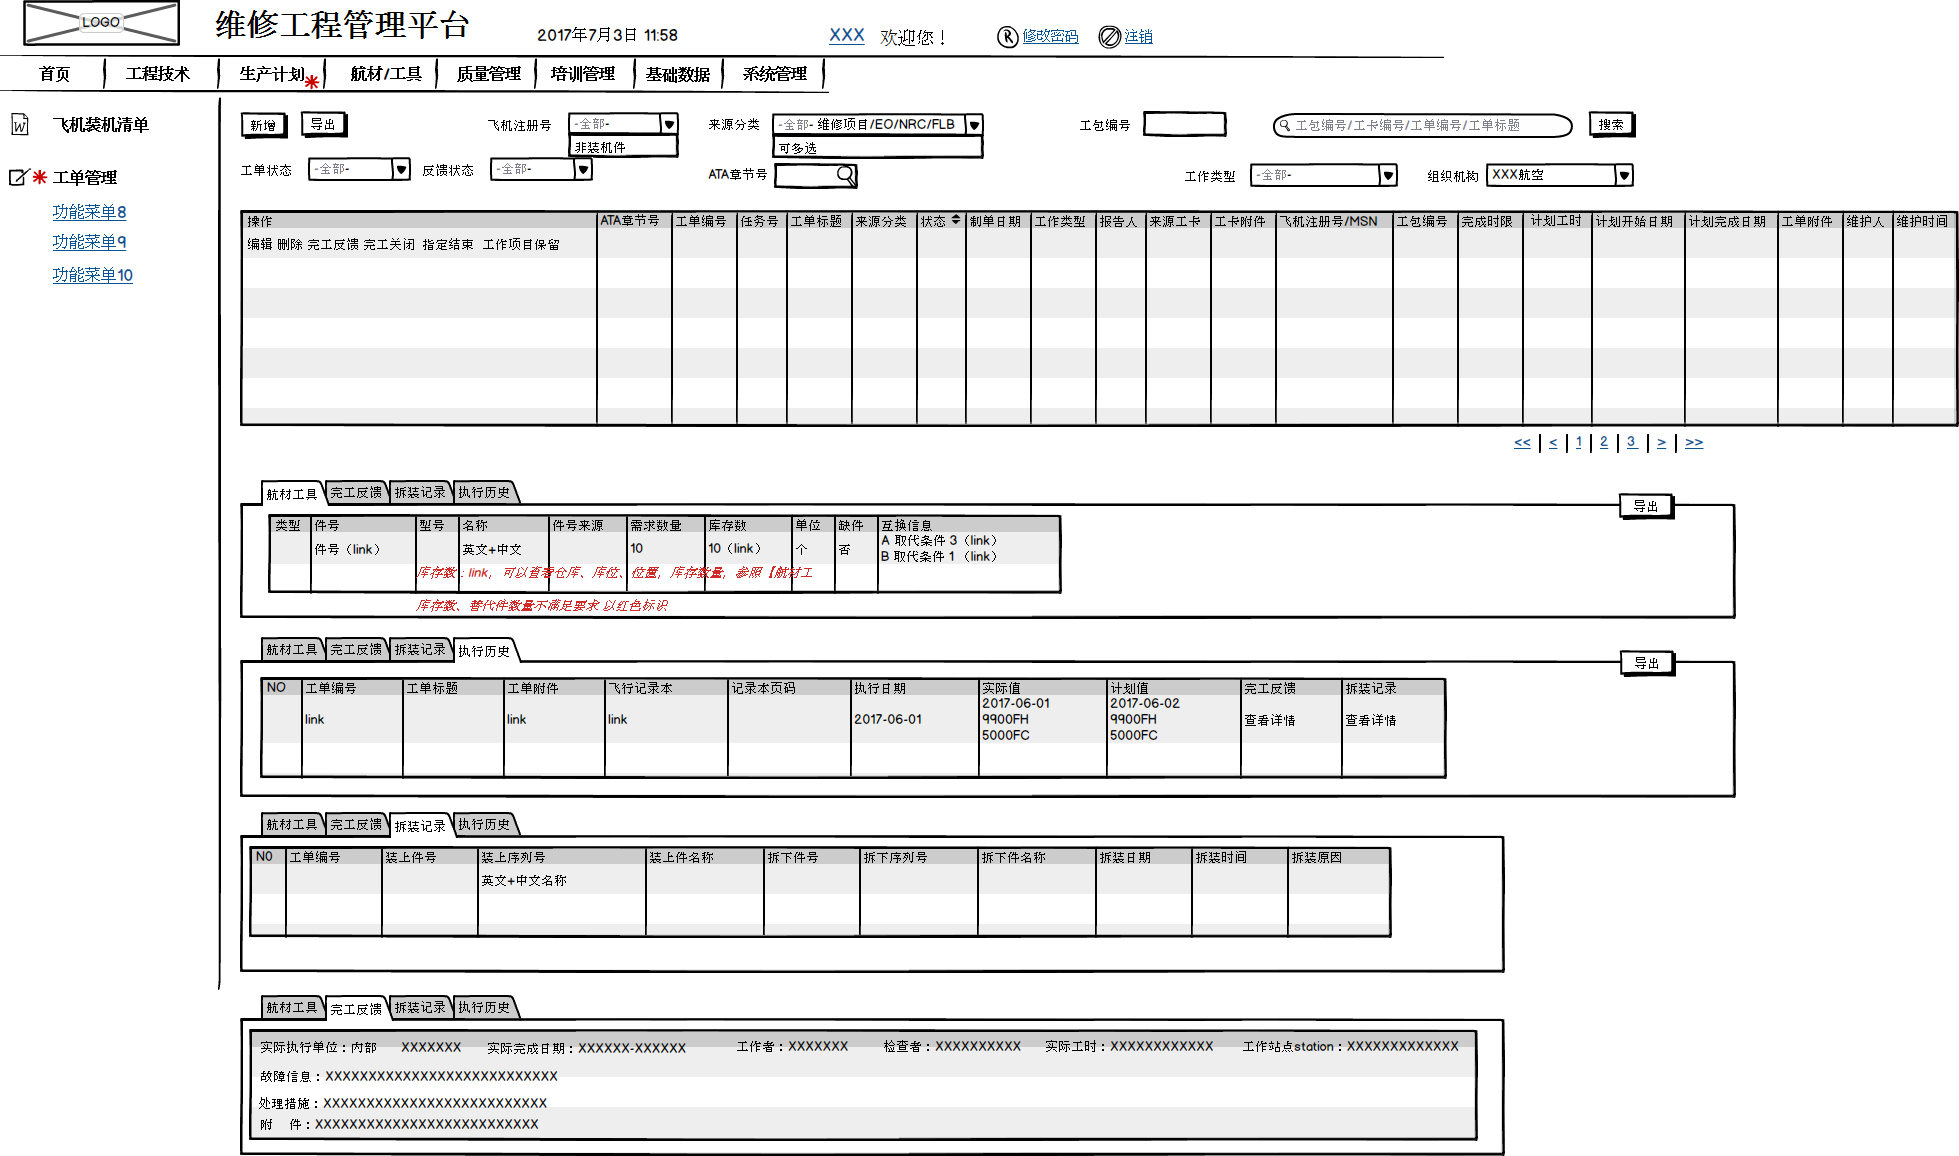 LOGO 维修工程管理平台 2017年7月3日 11:58 XXX 欢迎您！ 修改密码 注销
首页 工程技术 生产计划 航材/工具 质量管理 培训管理 基础数据 系统管理
飞机装机清单
工单管理
功能菜单8
功能菜单9
功能菜单10
新增 导出 飞机注册号 -全部- 来源分类 -全部- 维修项目/EO/NRC/FLB 工包编号 工包编号/工卡编号/工单编号/工单标题 搜索
非装机件 可多选
工单状态 -全部- 反馈状态 -全部- ATA章节号 工作类型 -全部- 组织机构 XXX航空
操作 ATA章节号 工单编号 任务号 工单标题 来源分类 状态 制单日期 工作类型 报告人 来源工卡 工卡附件 飞机注册号/MSN 工包编号 完成时限 计划工时 计划开始日期 计划完成日期 工单附件 维护人 维护时间
编辑 删除 完工反馈 完工关闭 指定结束 工作项目保留
<< < 1 2 3 > >>
航材工具 完工反馈 拆装记录 执行历史
导出
类型 件号 型号 名称 件号来源 需求数量 库存数 单位 缺件 互换信息
件号（link） 英文+中文 10 10（link） 个 否 A 取代条件 3（link）
B 取代条件 1（link）
库存数：link，可以查看仓库、库位、位置，库存数量，参照【航材工
库存数、替代件数量不满足要求 以红色标识
航材工具 完工反馈 拆装记录 执行历史
导出
NO 工单编号 工单标题 工单附件 飞行记录本 记录本页码 执行日期 实际值 计划值 完工反馈 拆装记录
2017-06-01 2017-06-02
link link link 2017-06-01 9900FH 9900FH 查看详情 查看详情
5000FC 5000FC
航材工具 完工反馈 拆装记录 执行历史
NO 工单编号 装上件号 装上序列号 装上件名称 拆下件号 拆下序列号 拆下件名称 拆装日期 拆装时间 拆装原因
英文+中文名称
航材工具 完工反馈 拆装记录 执行历史
实际执行单位：内部 XXXXXXX 实际完成日期：XXXXXX-XXXXXX 工作者：XXXXXXX 检查者：XXXXXXXXXX 实际工时：XXXXXXXXXXXX 工作站点station：XXXXXXXXXXXXX
故障信息：XXXXXXXXXXXXXXXXXXXXXXXXXXX
处理措施：XXXXXXXXXXXXXXXXXXXXXXXXXX
附 件：XXXXXXXXXXXXXXXXXXXXXXXXXX